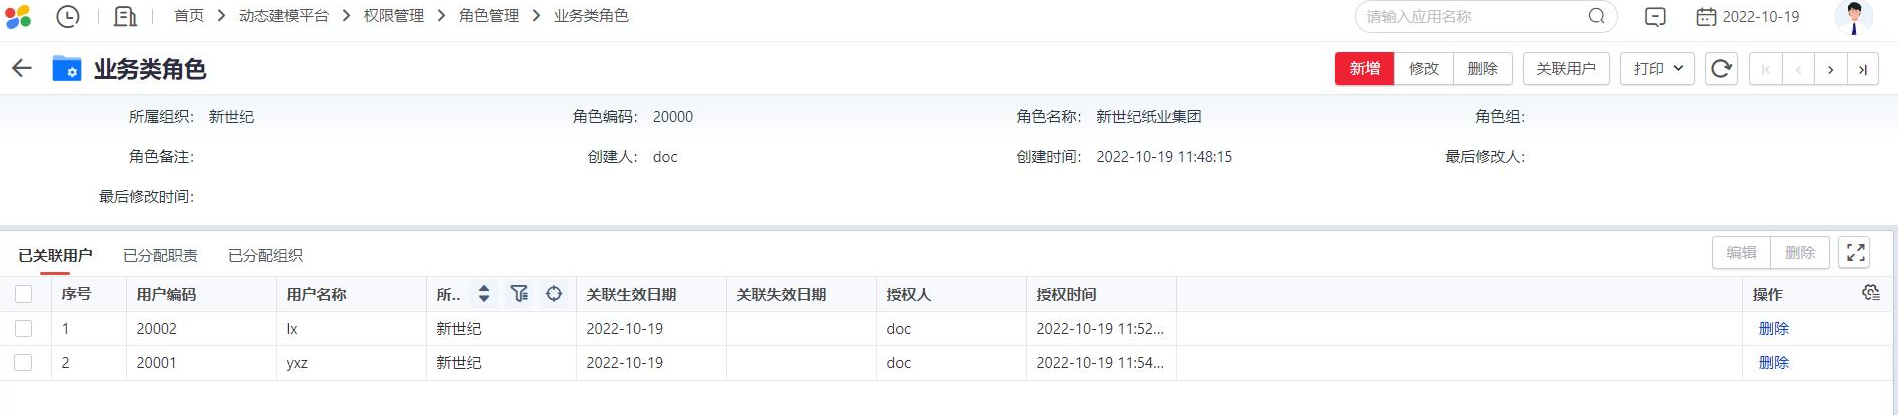 首页 > 动态建模平台 > 权限管理 > 角色管理 > 业务类角色 请输入应用名称 2022-10-19
业务类角色 新增 修改 删除 关联用户 打印
所属组织: 新世纪 角色编码: 20000 角色名称: 新世纪纸业集团 角色组:
角色备注: 创建人: doc 创建时间: 2022-10-19 11:48:15 最后修改人:
最后修改时间:
已关联用户 已分配职责 已分配组织 编辑 删除
序号 用户编码 用户名称 所.. 关联生效日期 关联失效日期 授权人 授权时间 操作
1 20002 lx 新世纪 2022-10-19 doc 2022-10-19 11:52... 删除
2 20001 yxz 新世纪 2022-10-19 doc 2022-10-19 11:54... 删除